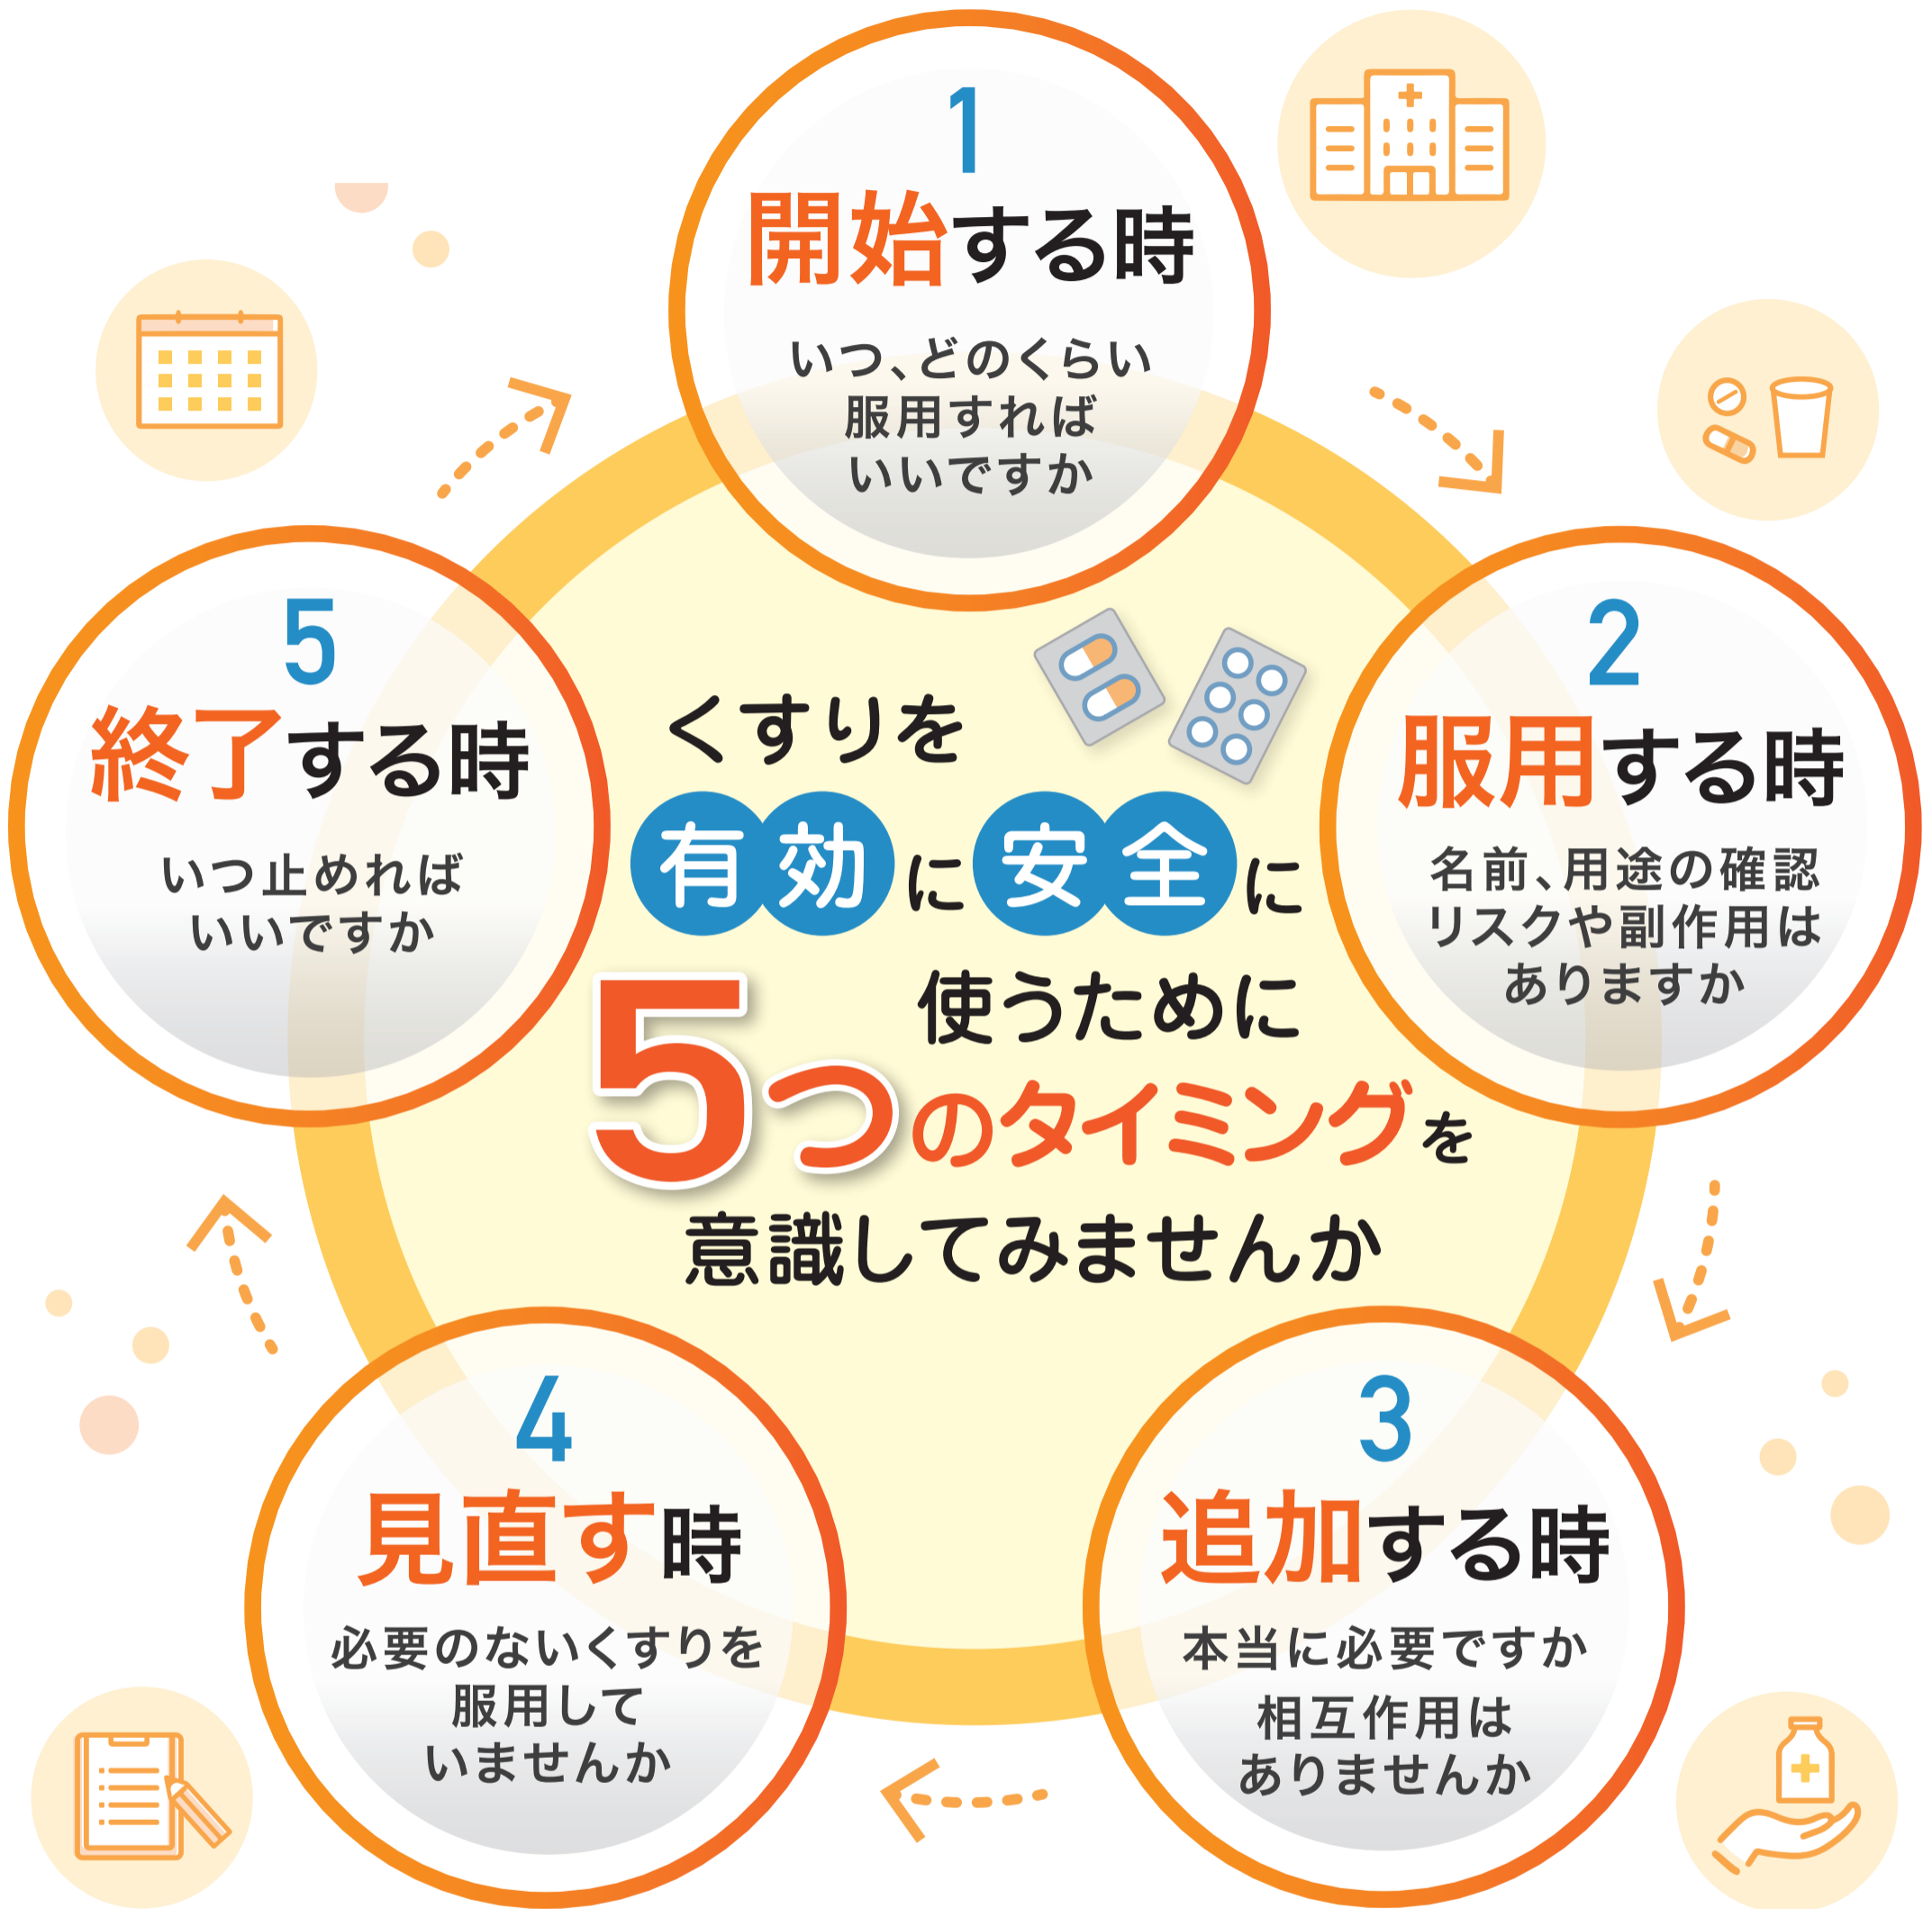 くすりを
有効に安全に
使うために
5つのタイミングを
意識してみませんか
1
開始する時
いつ、どのくらい
服用すれば
いいですか
2
服用する時
名前、用途の確認
リスクや副作用は
ありますか
3
追加する時
本当に必要ですか
相互作用は
ありませんか
4
見直す時
必要のないくすりを
服用して
いませんか
5
終了する時
いつ止めれば
いいですか